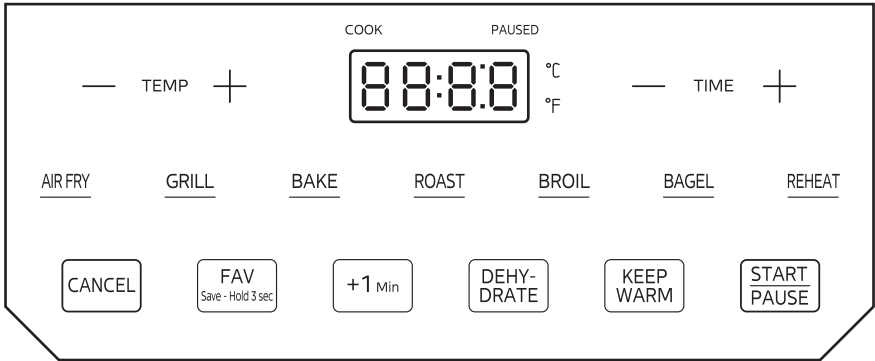 COOK PAUSED
88:8:8 °C
°F
— TEMP + — TIME +
AIR FRY GRILL BAKE ROAST BROIL BAGEL REHEAT
CANCEL
FAV
Save - Hold 3 sec
+1 Min
DEHY-
DRATE
KEEP
WARM
START
PAUSE